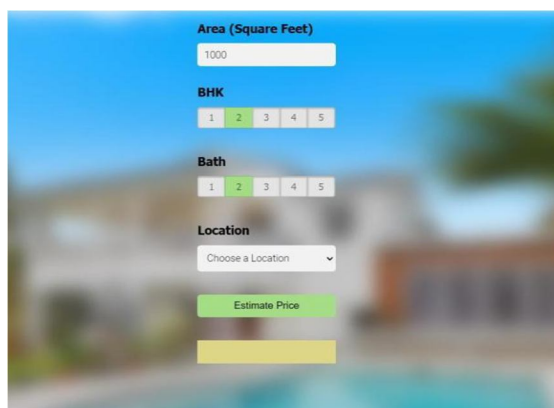 Area (Square Feet)
1000
BHK
1 2 3 4 5
Bath
1 2 3 4 5
Location
Choose a Location
Estimate Price